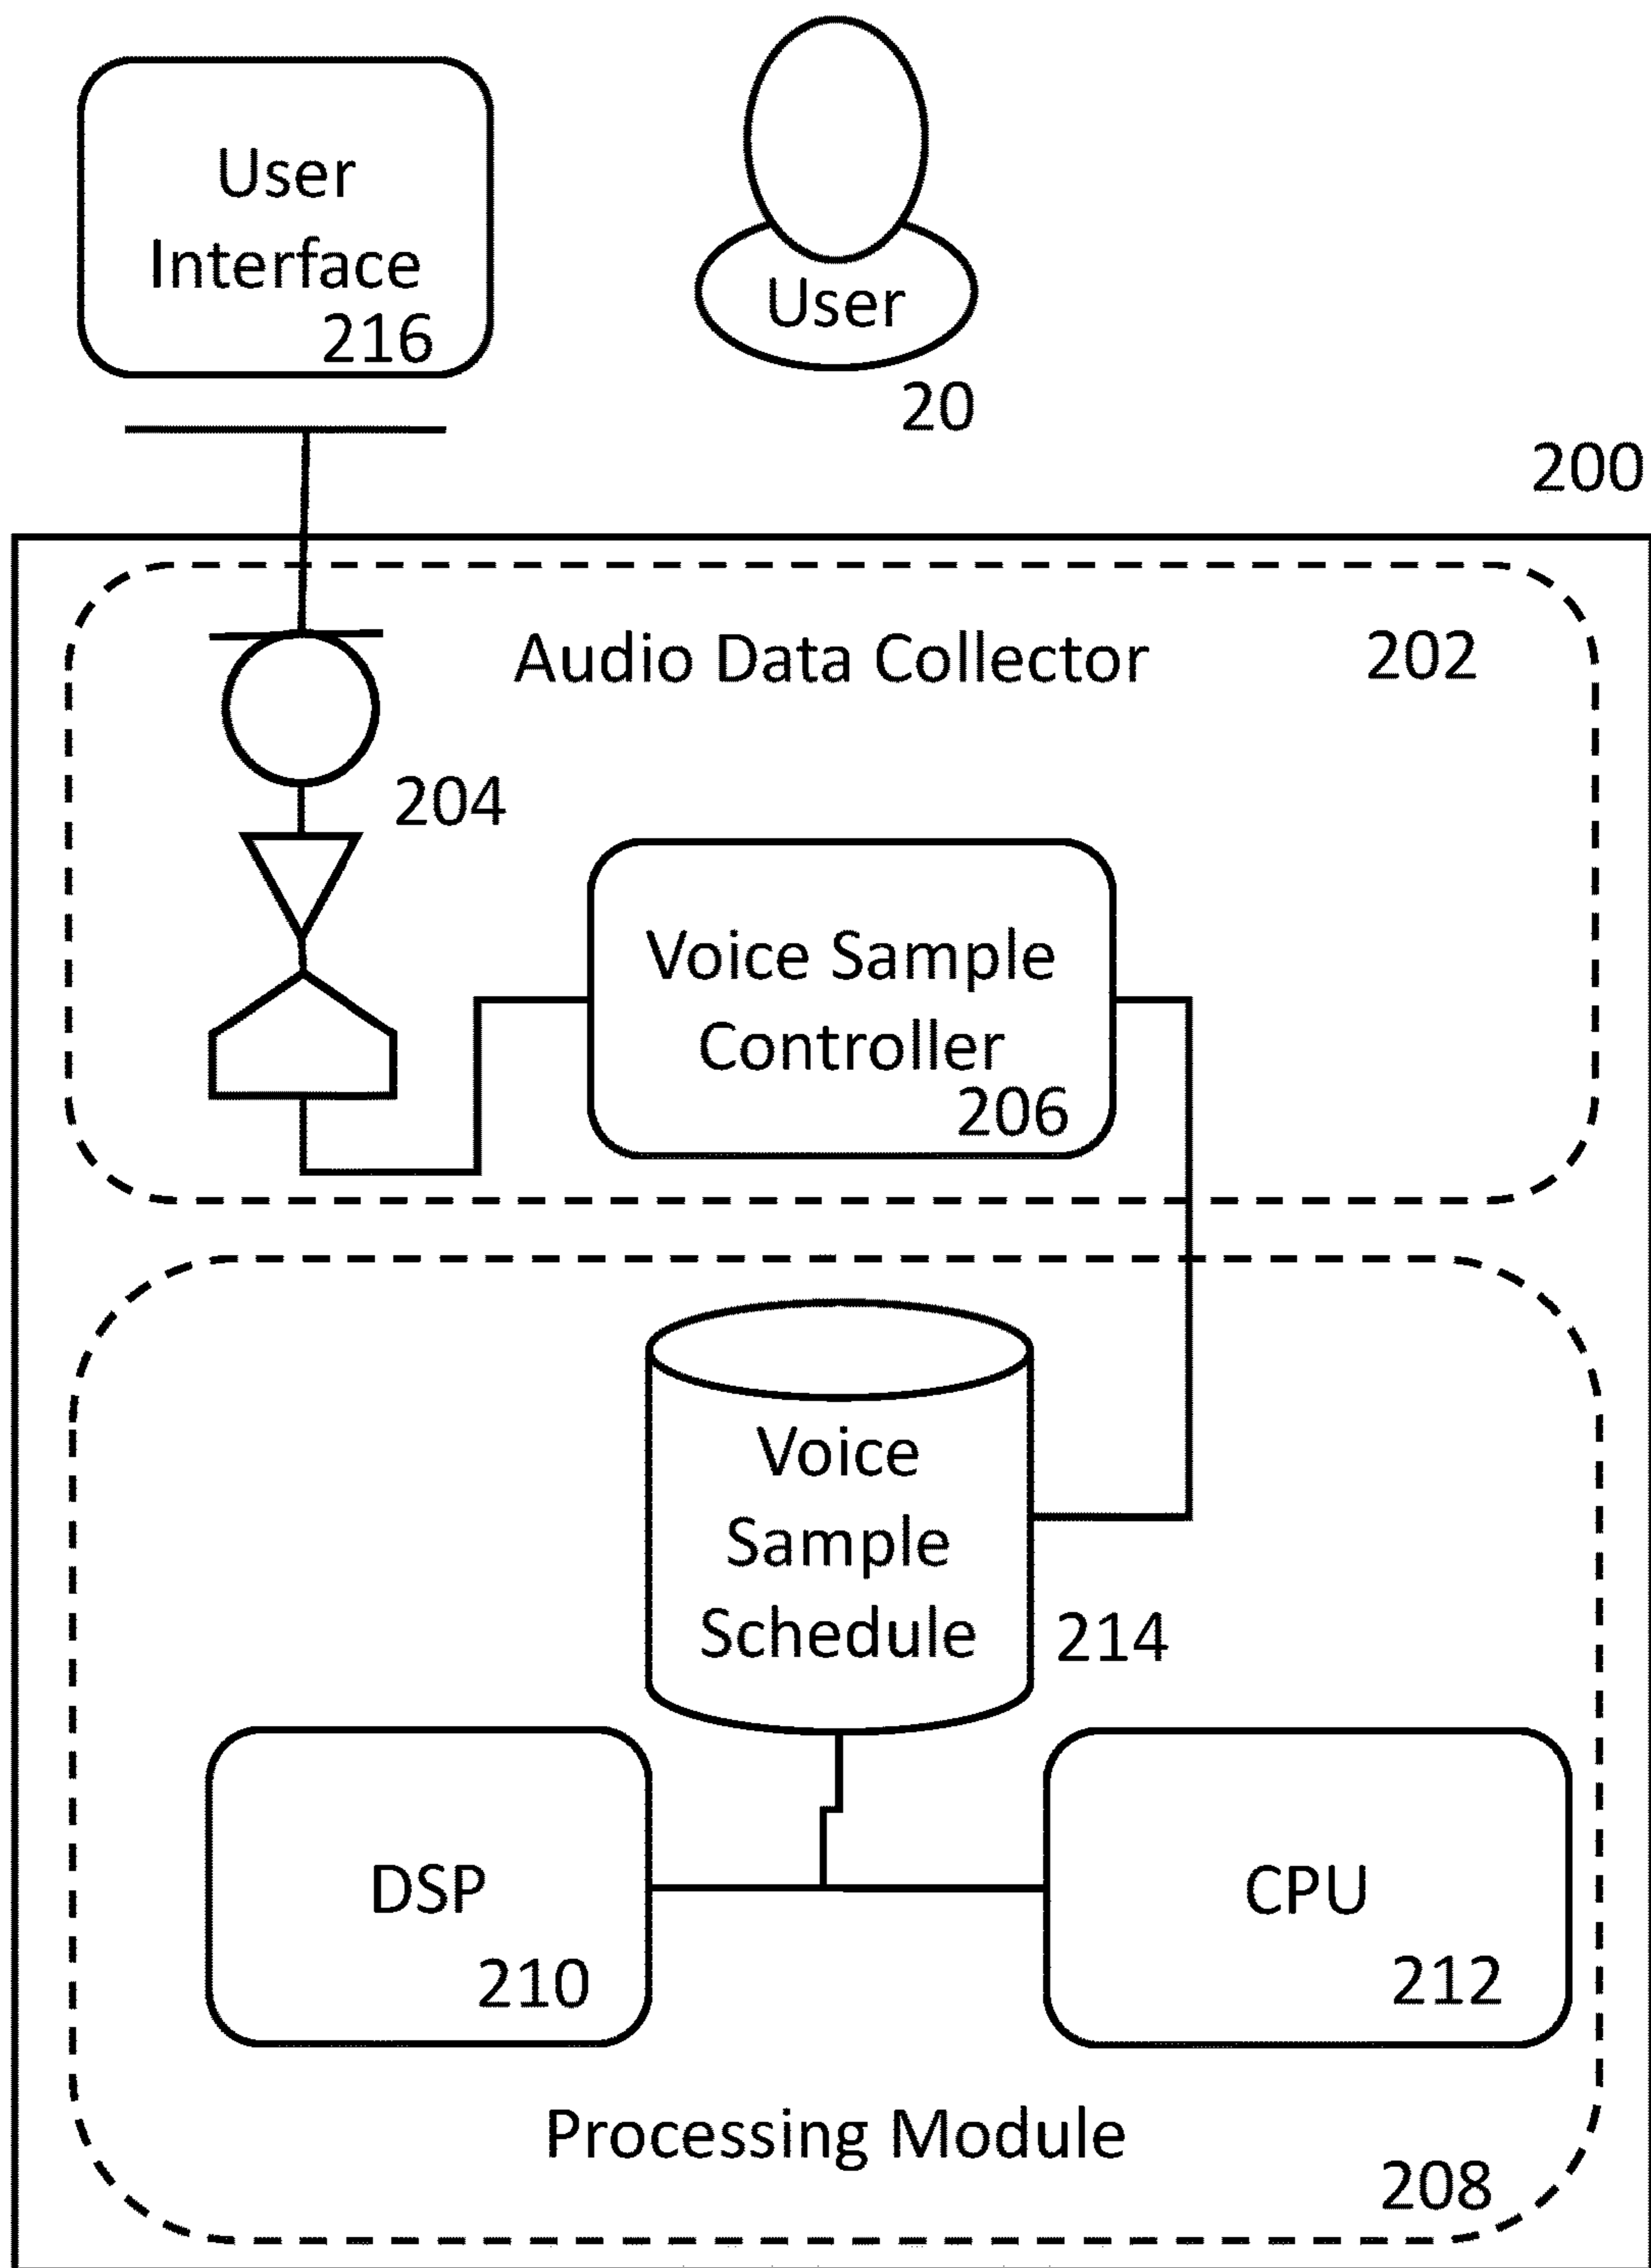 User
Interface
216
User
20
200
Audio Data Collector
202
204
Voice Sample
Controller
206
Voice
Sample
Schedule
214
DSP
210
CPU
212
Processing Module
208